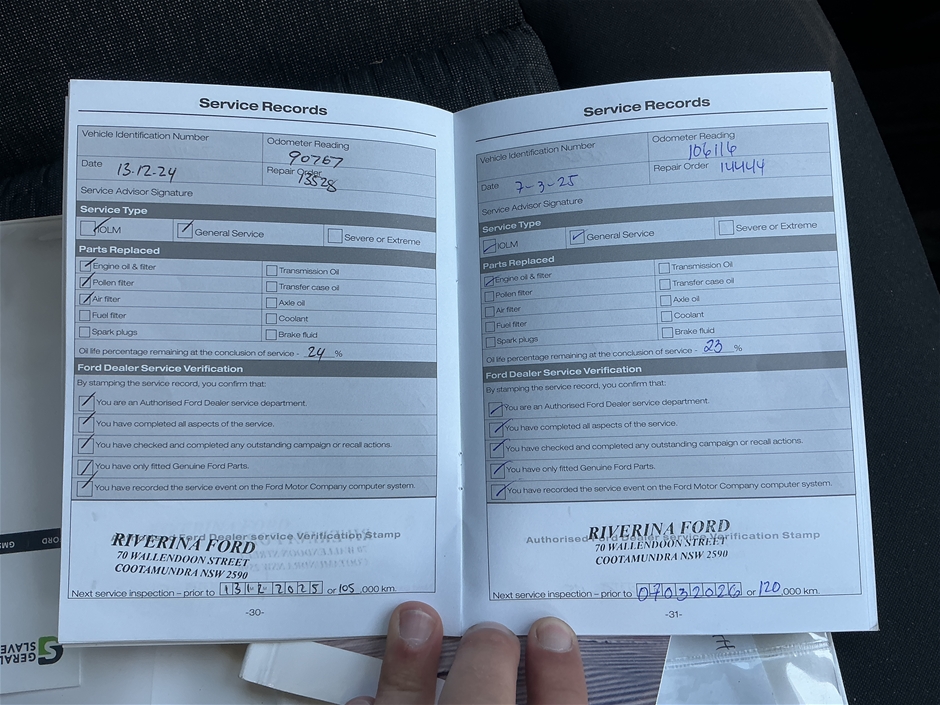 Service Records
Vehicle Identification Number
Odometer Reading
90767
Date 13.12.24
Repair Order
13528
Service Advisor Signature
Service Type
IOLM
General Service
Severe or Extreme
Parts Replaced
Engine oil & filter
Transmission Oil
Pollen filter
Transfer case oil
Air filter
Axle oil
Fuel filter
Coolant
Spark plugs
Brake fluid
Oil life percentage remaining at the conclusion of service - 24 %
Ford Dealer Service Verification
By stamping the service record, you confirm that:
You are an Authorised Ford Dealer service department.
You have completed all aspects of the service.
You have checked and completed any outstanding campaign or recall actions.
You have only fitted Genuine Ford Parts.
You have recorded the service event on the Ford Motor Company computer system.
Ford Dealer service Verification Stamp
RIVERINA FORD
70 WALLENDOON STREET
COOTAMUNDRA NSW 2590
Next service inspection – prior to 13 12 2025 or 105 ,000 km.
-30-
Service Records
Vehicle Identification Number
Odometer Reading
106116
Date 7-3-25
Repair Order 14444
Service Advisor Signature
Service Type
IOLM
General Service
Severe or Extreme
Parts Replaced
Engine oil & filter
Transmission Oil
Pollen filter
Transfer case oil
Air filter
Axle oil
Fuel filter
Coolant
Spark plugs
Brake fluid
Oil life percentage remaining at the conclusion of service - 23 %
Ford Dealer Service Verification
By stamping the service record, you confirm that:
You are an Authorised Ford Dealer service department.
You have completed all aspects of the service.
You have checked and completed any outstanding campaign or recall actions.
You have only fitted Genuine Ford Parts.
You have recorded the service event on the Ford Motor Company computer system.
Authorised Ford Dealer service Verification Stamp
RIVERINA FORD
70 WALLENDOON STREET
COOTAMUNDRA NSW 2590
Next service inspection – prior to 07032026 or 120 ,000 km.
-31-
GERAL
SLAVE